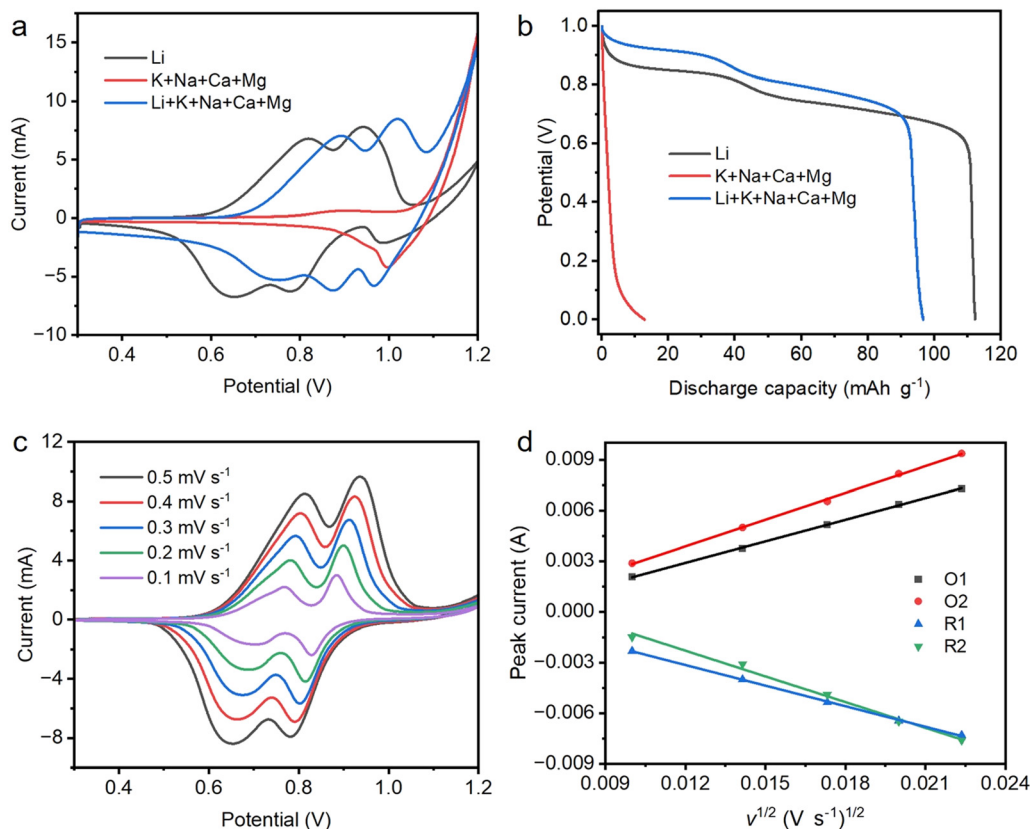 a
Current (mA)
15
10
5
0
−5
−10
0.4
0.6
0.8
1.0
1.2
Potential (V)
Li
K+Na+Ca+Mg
Li+K+Na+Ca+Mg
b
Potential (V)
1.0
0.8
0.6
0.4
0.2
0.0
0
20
40
60
80
100
120
Discharge capacity (mAh g⁻¹)
Li
K+Na+Ca+Mg
Li+K+Na+Ca+Mg
c
Current (mA)
12
8
4
0
−4
−8
0.4
0.6
0.8
1.0
1.2
Potential (V)
0.5 mV s⁻¹
0.4 mV s⁻¹
0.3 mV s⁻¹
0.2 mV s⁻¹
0.1 mV s⁻¹
d
Peak current (A)
0.009
0.006
0.003
0.000
−0.003
−0.006
−0.009
0.009
0.012
0.015
0.018
0.021
0.024
v¹ᐟ² (V s⁻¹)¹ᐟ²
O1
O2
R1
R2